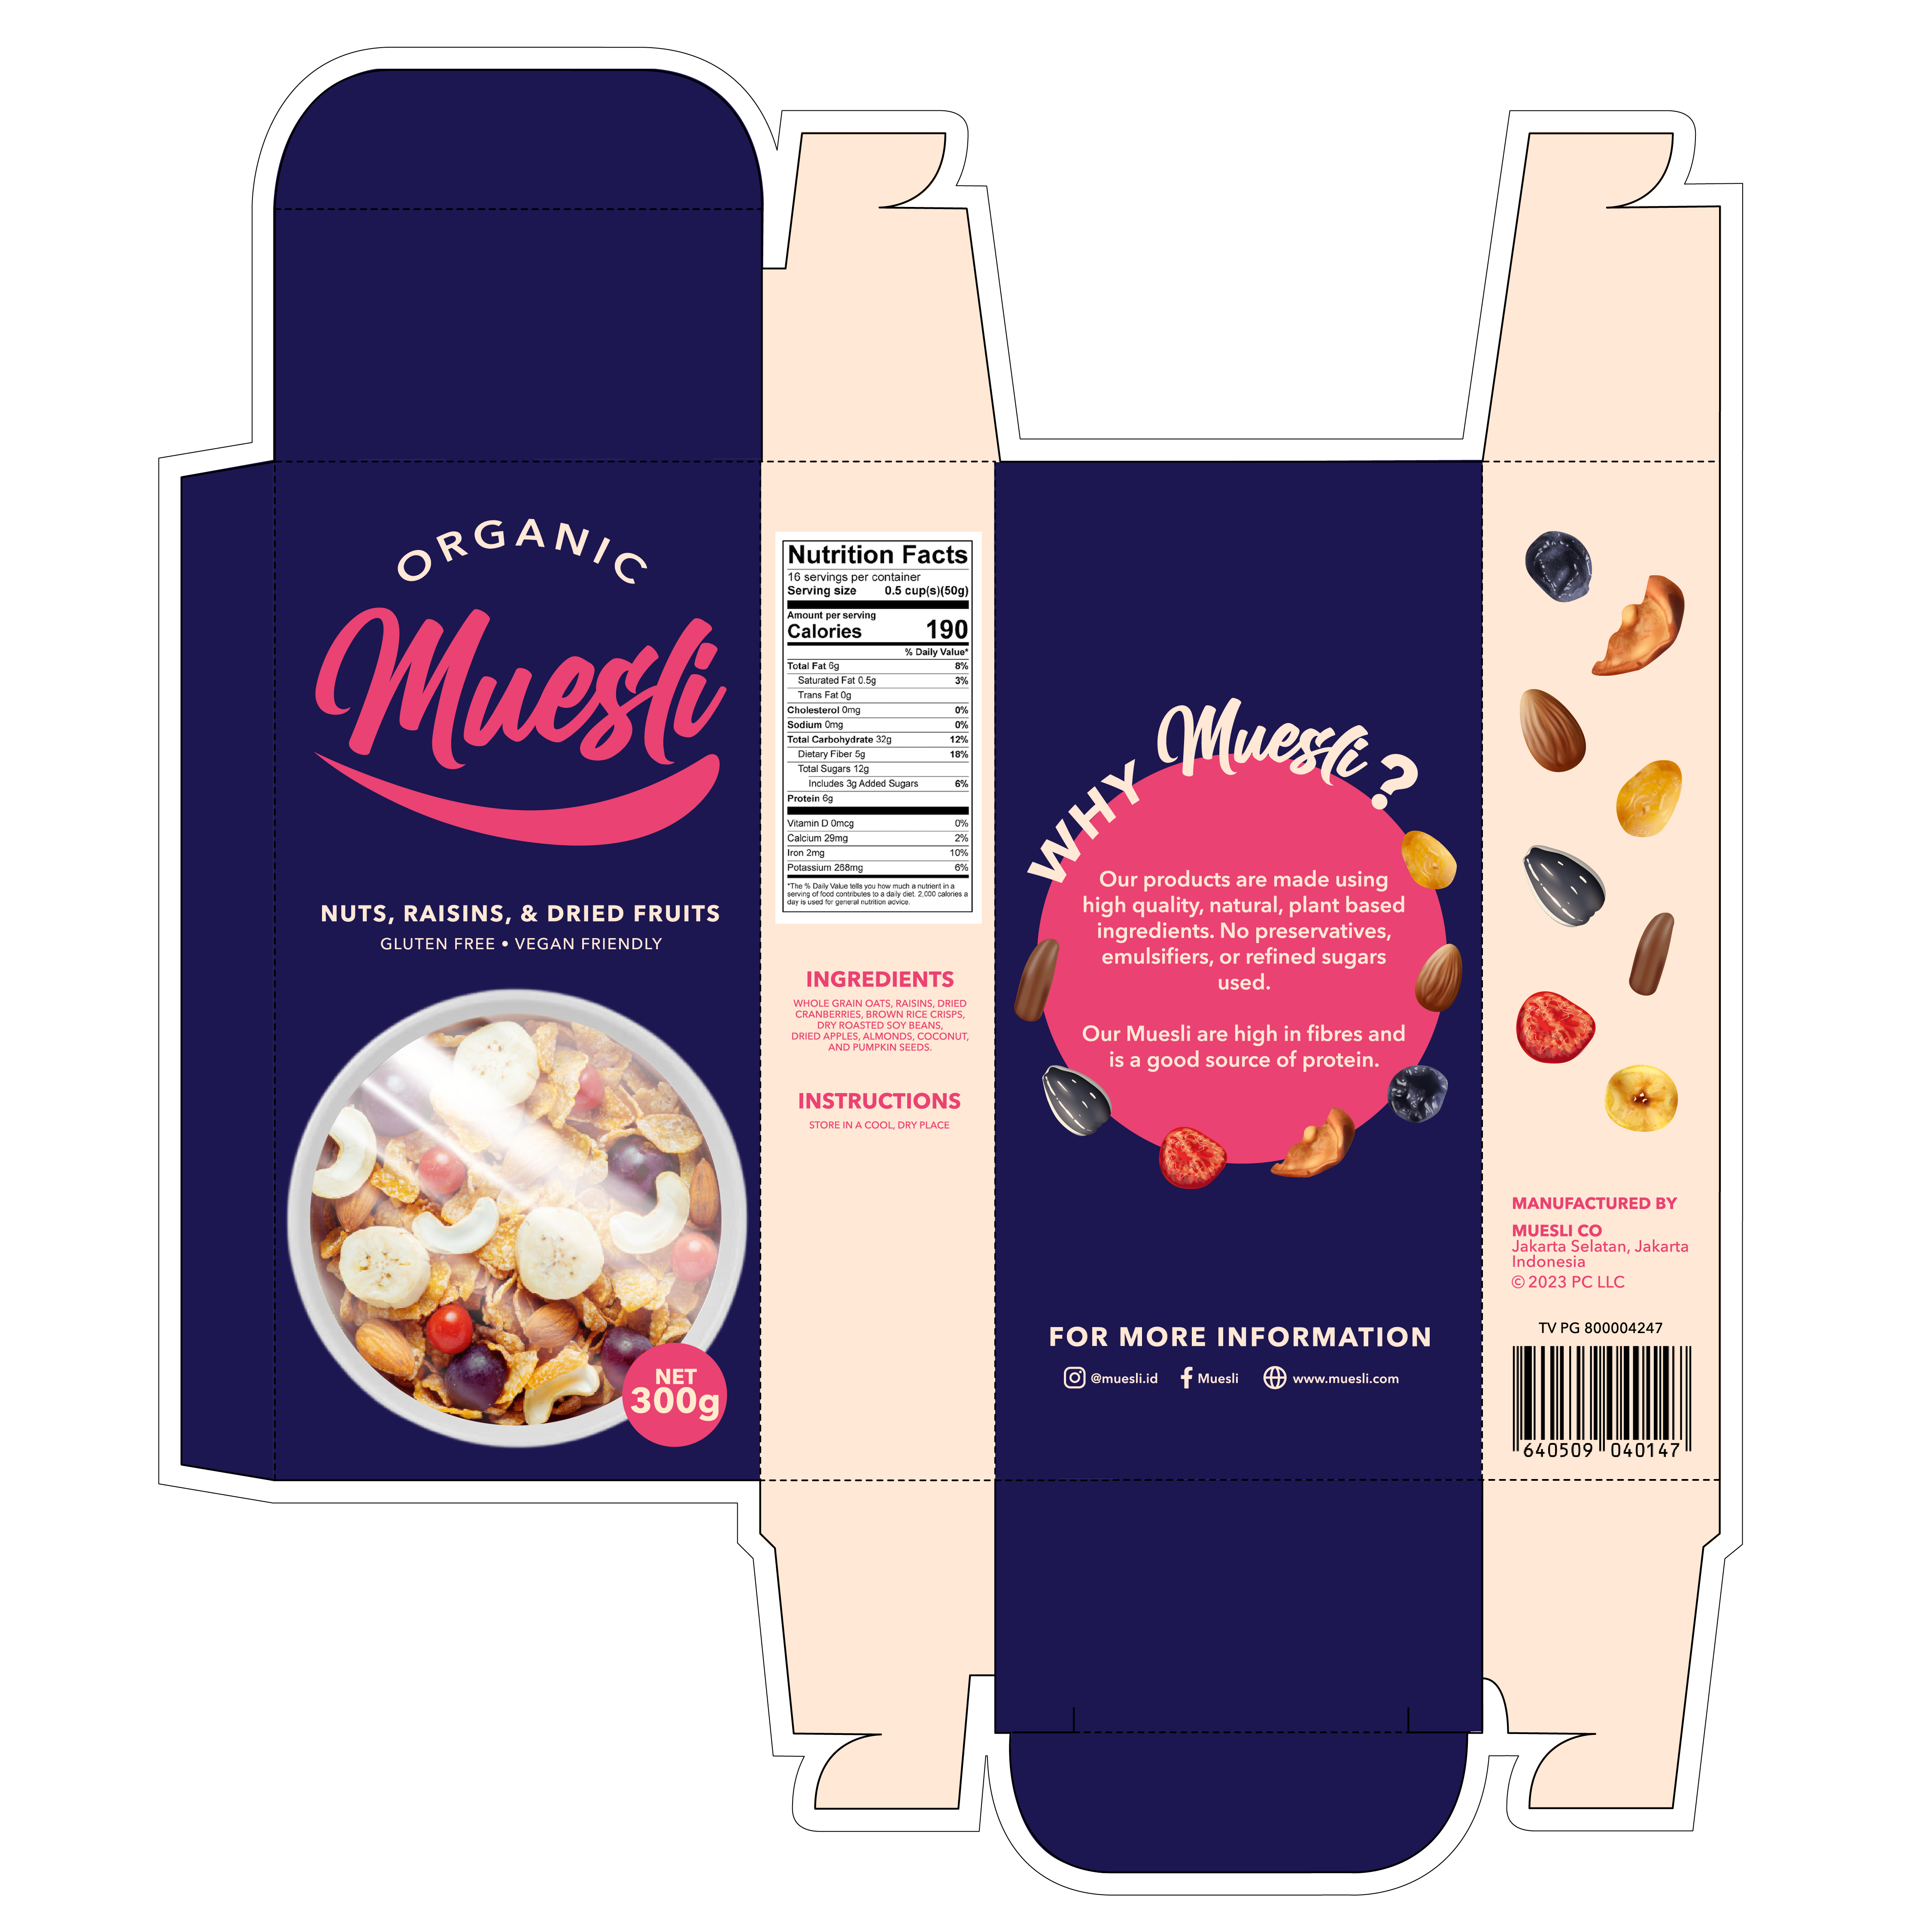 ORGANIC
Muesli
NUTS, RAISINS, & DRIED FRUITS
GLUTEN FREE • VEGAN FRIENDLY
NET
300g
Nutrition Facts
16 servings per container
Serving size 0.5 cup(s)(50g)
Amount per serving
Calories 190
% Daily Value*
Total Fat 6g 8%
Saturated Fat 0.5g 3%
Trans Fat 0g
Cholesterol 0mg 0%
Sodium 0mg 0%
Total Carbohydrate 32g 12%
Dietary Fiber 5g 18%
Total Sugars 12g
Includes 3g Added Sugars 6%
Protein 6g
Vitamin D 0mcg 0%
Calcium 29mg 2%
Iron 2mg 10%
Potassium 268mg 6%
*The % Daily Value tells you how much a nutrient in a
serving of food contributes to a daily diet. 2,000 calories a
day is used for general nutrition advice.
INGREDIENTS
WHOLE GRAIN OATS, RAISINS, DRIED
CRANBERRIES, BROWN RICE CRISPS,
DRY ROASTED SOY BEANS,
DRIED APPLES, ALMONDS, COCONUT,
AND PUMPKIN SEEDS.
INSTRUCTIONS
STORE IN A COOL, DRY PLACE
WHY Muesli ?
Our products are made using
high quality, natural, plant based
ingredients. No preservatives,
emulsifiers, or refined sugars
used.
Our Muesli are high in fibres and
is a good source of protein.
FOR MORE INFORMATION
@muesli.id Muesli www.muesli.com
MANUFACTURED BY
MUESLI CO
Jakarta Selatan, Jakarta
Indonesia
© 2023 PC LLC
TV PG 800004247
640509 040147